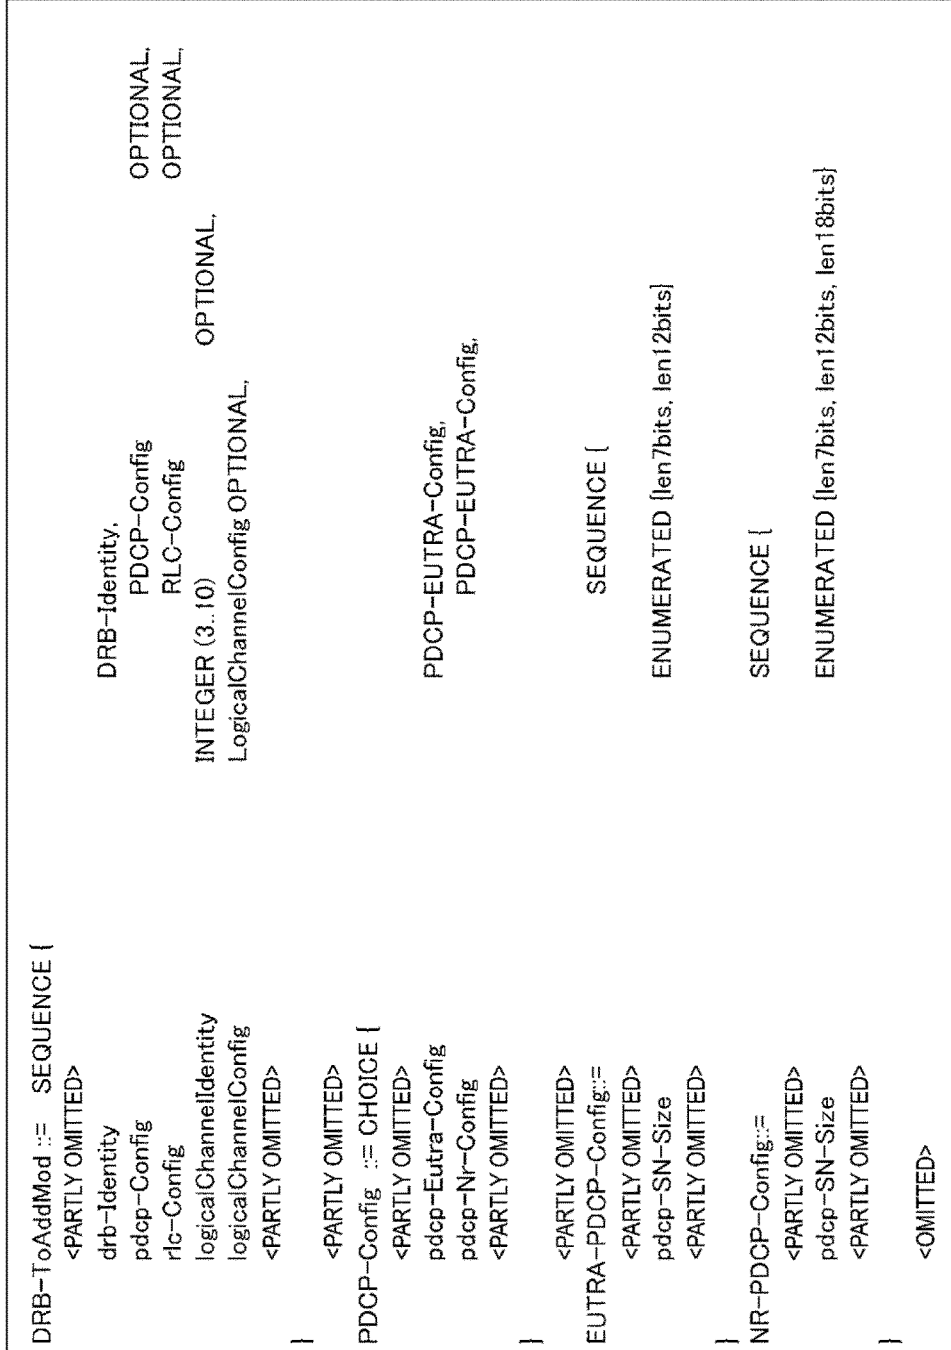 DRB-ToAddMod ::= SEQUENCE {
<PARTLY OMITTED>
drb-Identity DRB-Identity,
pdcp-Config PDCP-Config OPTIONAL,
rlc-Config RLC-Config OPTIONAL,
logicalChannelIdentity INTEGER (3..10) OPTIONAL,
logicalChannelConfig LogicalChannelConfig OPTIONAL,
<PARTLY OMITTED>
}
<PARTLY OMITTED>
PDCP-Config ::= CHOICE {
<PARTLY OMITTED>
pdcp-Eutra-Config PDCP-EUTRA-Config,
pdcp-Nr-Config PDCP-EUTRA-Config,
<PARTLY OMITTED>
}
<PARTLY OMITTED>
EUTRA-PDCP-Config::= SEQUENCE {
<PARTLY OMITTED>
pdcp-SN-Size ENUMERATED {len7bits, len12bits}
<PARTLY OMITTED>
}
NR-PDCP-Config::= SEQUENCE {
<PARTLY OMITTED>
pdcp-SN-Size ENUMERATED {len7bits, len12bits, len18bits}
<PARTLY OMITTED>
}
<OMITTED>